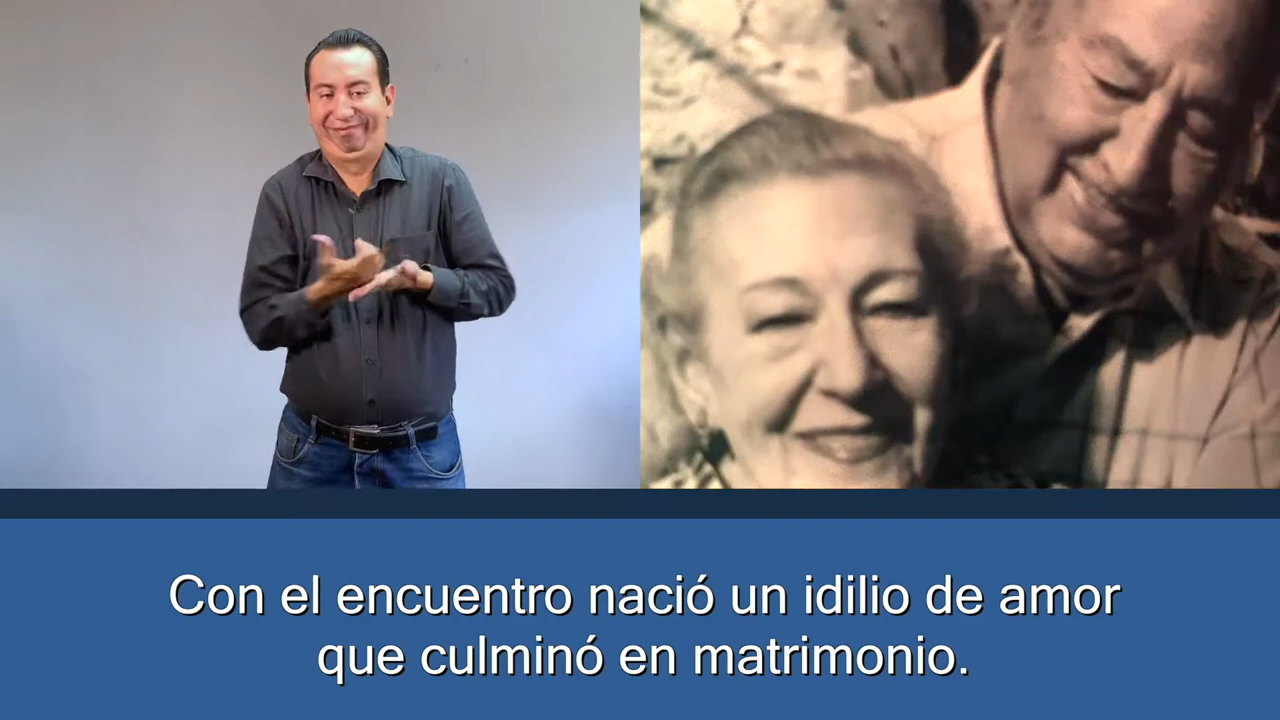 Con el encuentro nació un idilio de amor
que culminó en matrimonio.